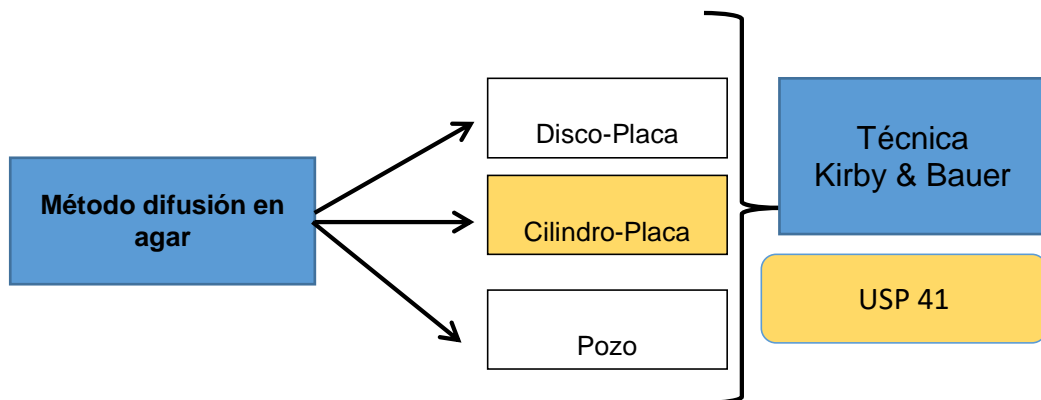 Método difusión en
agar
Disco-Placa
Cilindro-Placa
Pozo
Técnica
Kirby & Bauer
USP 41